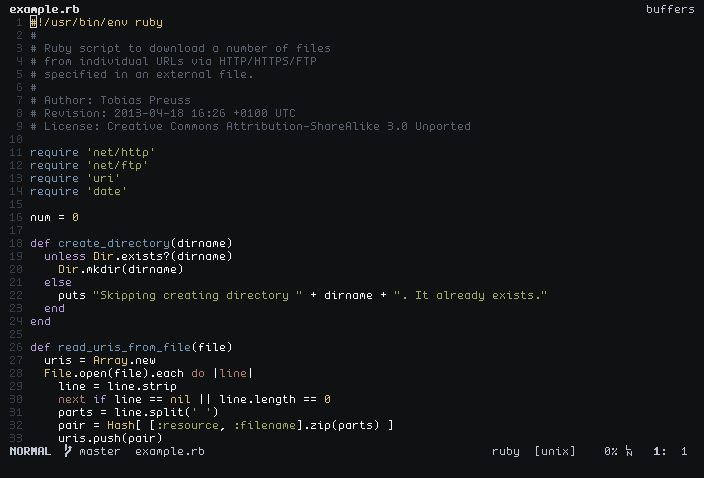 example.rb buffers
1 #!/usr/bin/env ruby
2 #
3 # Ruby script to download a number of files
4 # from individual URLs via HTTP/HTTPS/FTP
5 # specified in an external file.
6 #
7 # Author: Tobias Preuss
8 # Revision: 2013-04-18 16:26 +0100 UTC
9 # License: Creative Commons Attribution-ShareAlike 3.0 Unported
10
11 require 'net/http'
12 require 'net/ftp'
13 require 'uri'
14 require 'date'
15
16 num = 0
17
18 def create_directory(dirname)
19   unless Dir.exists?(dirname)
20     Dir.mkdir(dirname)
21   else
22     puts "Skipping creating directory " + dirname + ". It already exists."
23   end
24 end
25
26 def read_uris_from_file(file)
27   uris = Array.new
28   File.open(file).each do |line|
29     line = line.strip
30     next if line == nil || line.length == 0
31     parts = line.split(' ')
32     pair = Hash[ [:resource, :filename].zip(parts) ]
33     uris.push(pair)
NORMAL master example.rb ruby [unix] 0% ␤ 1: 1